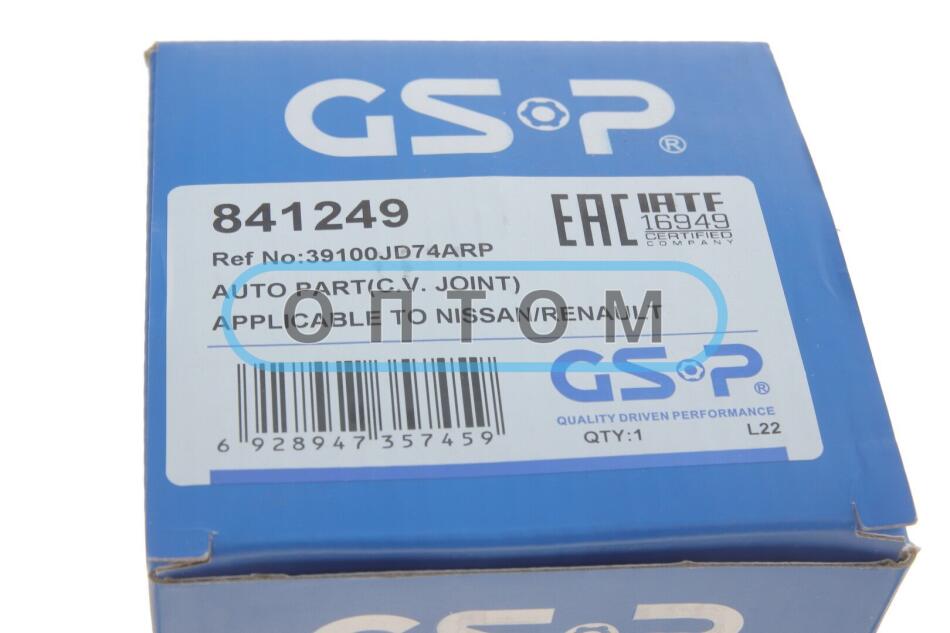 GSP®
841249
EAC IATF
16949
CERTIFIED
COMPANY
Ref No:39100JD74ARP
AUTO PART(C.V. JOINT)
ОПТОМ
APPLICABLE TO NISSAN/RENAULT
GSP®
QUALITY DRIVEN PERFORMANCE
6 928947 357459
QTY:1
L22
GSP